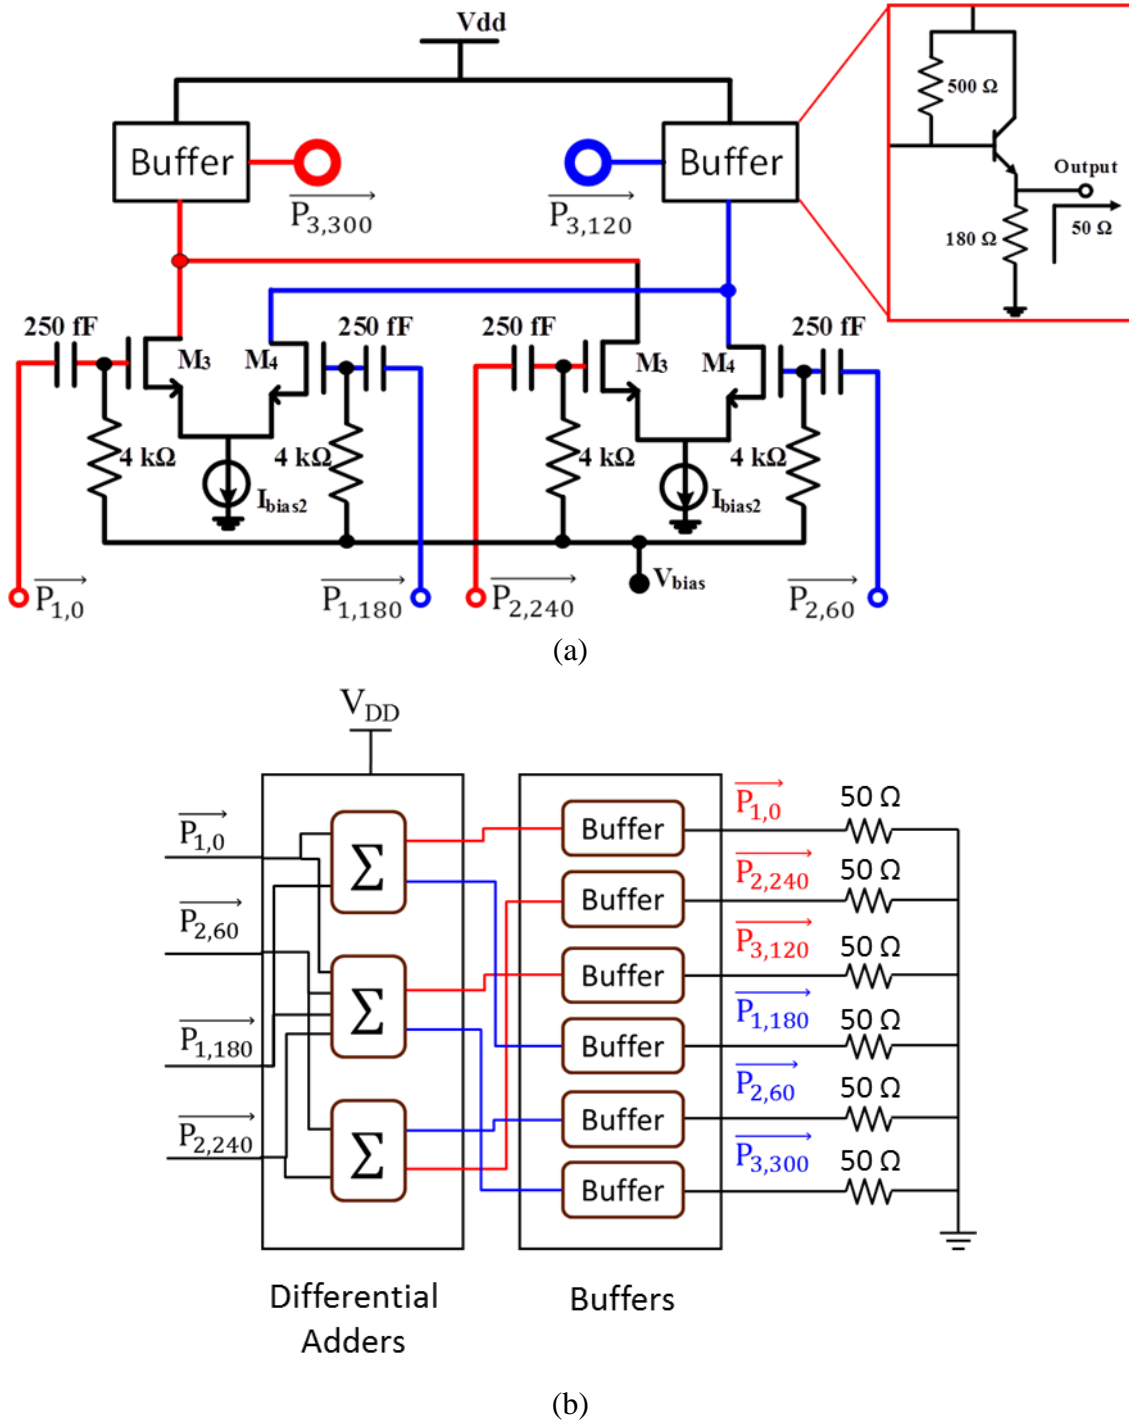 Vdd
Buffer
Buffer
P3,300
P3,120
500 Ω
Output
180 Ω
50 Ω
250 fF
250 fF
250 fF
250 fF
M3
M4
M3
M4
4 kΩ
4 kΩ
4 kΩ
4 kΩ
Ibias2
Ibias2
P1,0
P1,180
P2,240
Vbias
P2,60
(a)
VDD
P1,0
P2,60
P1,180
P2,240
Σ
Σ
Σ
Buffer
Buffer
Buffer
Buffer
Buffer
Buffer
P1,0
50 Ω
P2,240
50 Ω
P3,120
50 Ω
P1,180
50 Ω
P2,60
50 Ω
P3,300
50 Ω
Differential
Adders
Buffers
(b)